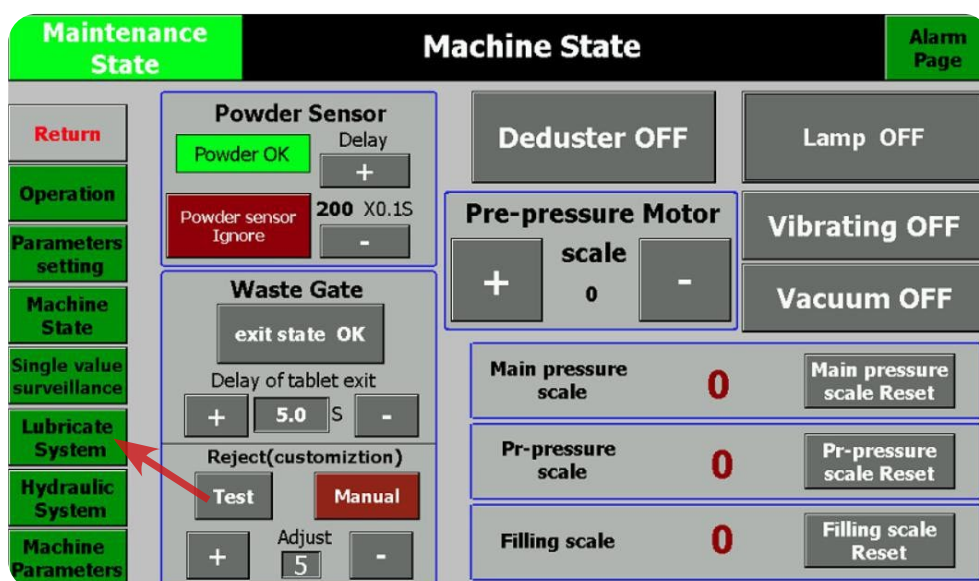 Maintenance
State
Machine State
Alarm
Page
Return
Operation
Parameters
setting
Machine
State
Single value
surveillance
Lubricate
System
Hydraulic
System
Machine
Parameters
Powder Sensor
Powder OK
Delay
+
Powder sensor
Ignore
200 X0.1S
-
Waste Gate
exit state OK
Delay of tablet exit
+ 5.0 S -
Reject(customiztion)
Test Manual
Adjust
+ 5 -
Deduster OFF
Lamp OFF
Pre-pressure Motor
scale
+ 0 -
Vibrating OFF
Vacuum OFF
Main pressure
scale
0
Main pressure
scale Reset
Pr-pressure
scale
0
Pr-pressure
scale Reset
Filling scale
0
Filling scale
Reset